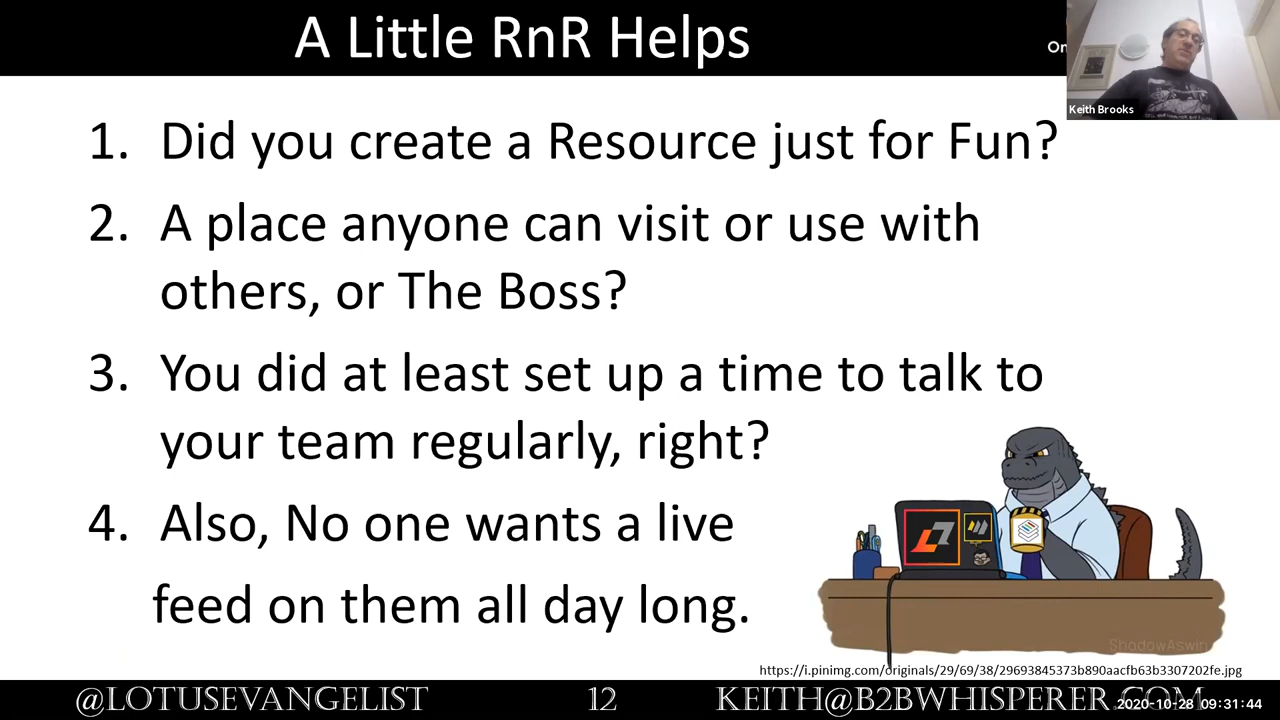 A Little RnR Helps
On
Keith Brooks
1. Did you create a Resource just for Fun?
2. A place anyone can visit or use with
others, or The Boss?
3. You did at least set up a time to talk to
your team regularly, right?
4. Also, No one wants a live
feed on them all day long.
ShadowAswin
https://i.pinimg.com/originals/29/69/38/29693845373b890aacfb63b3307202fe.jpg
@LOTUSEVANGELIST 12 KEITH@B2BWHISPERER.COM
2020-10-28 09:31:44